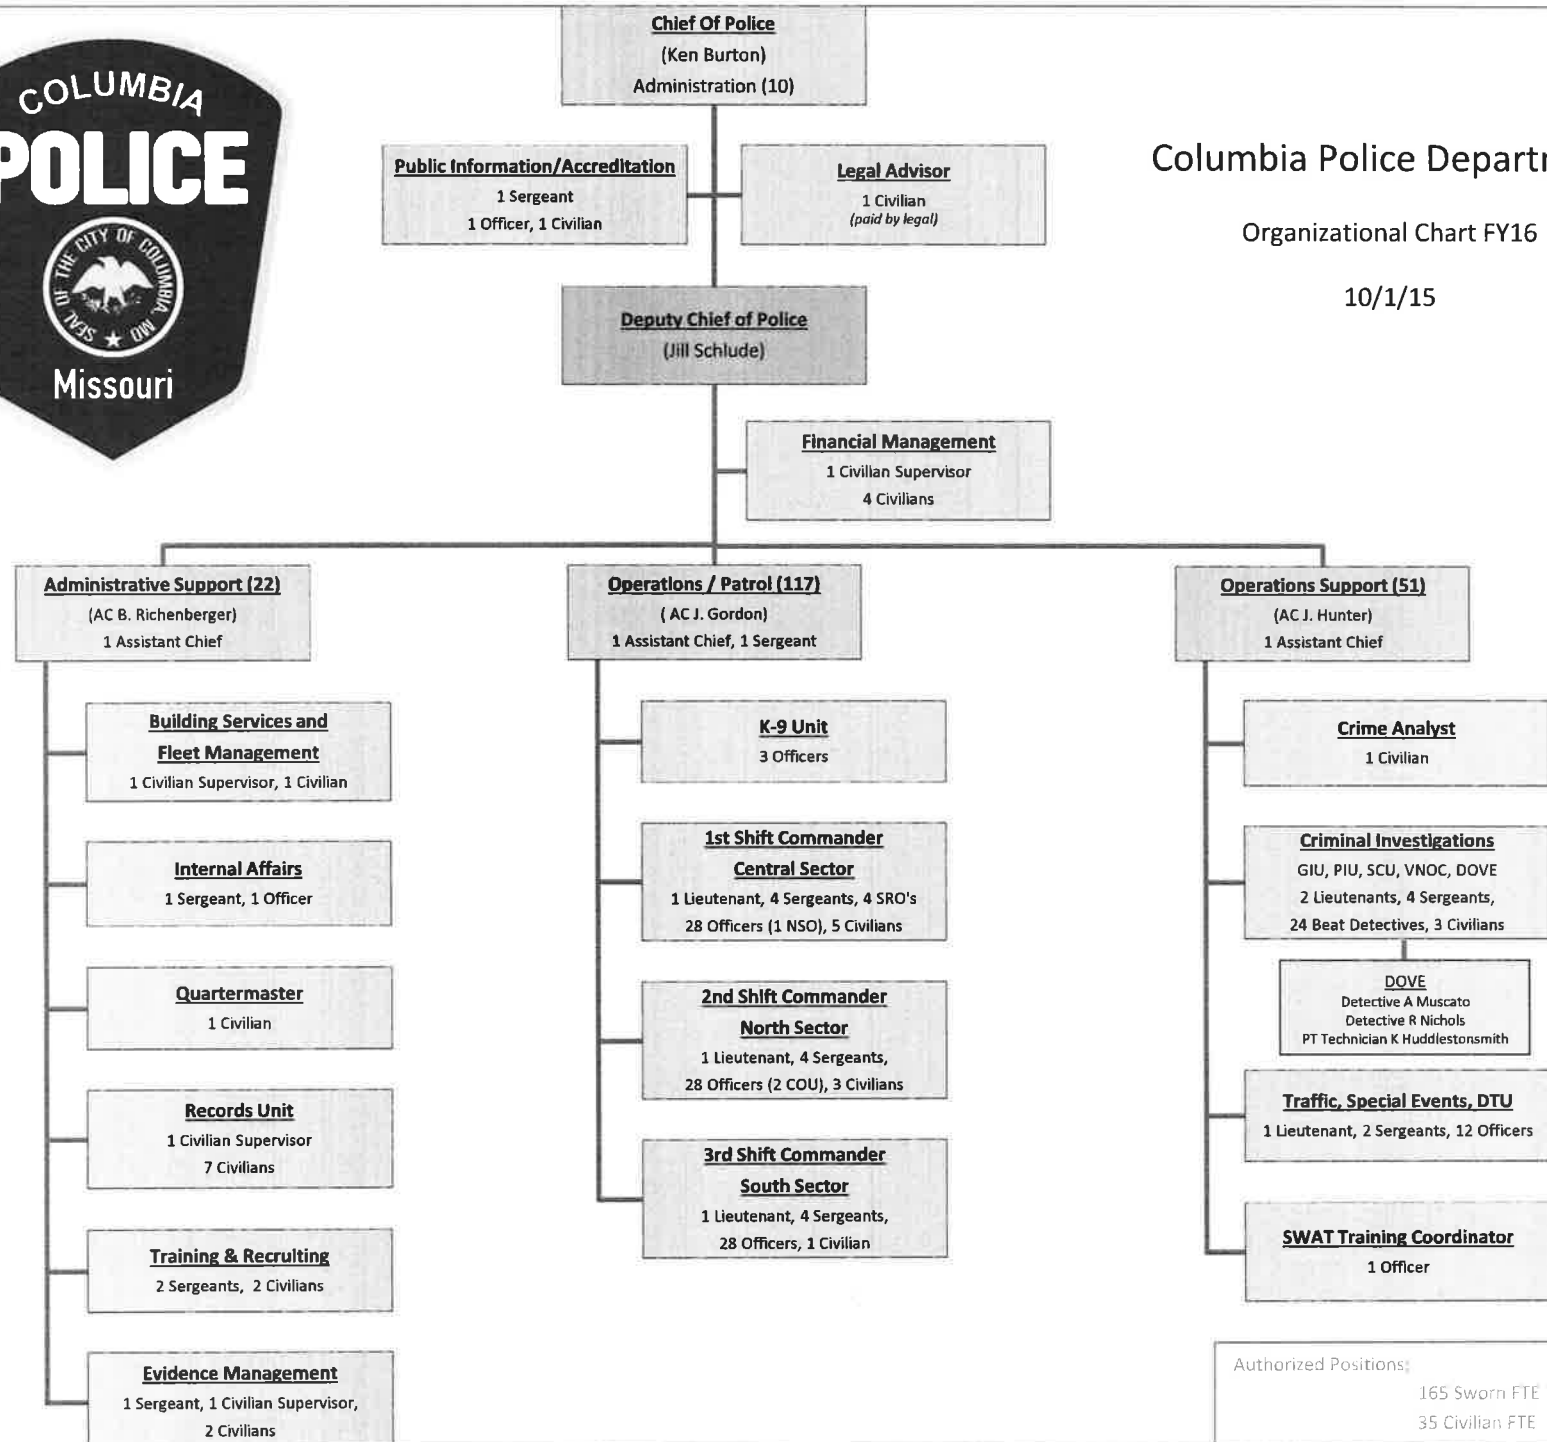 Chief Of Police
(Ken Burton)
Administration (10)
COLUMBIA
POLICE
SEAL OF THE CITY OF COLUMBIA, MO
Missouri
Public Information/Accreditation
1 Sergeant
1 Officer, 1 Civilian
Legal Advisor
1 Civilian
(paid by legal)
Columbia Police Departm
Organizational Chart FY16
10/1/15
Deputy Chief of Police
(Jill Schlude)
Financial Management
1 Civilian Supervisor
4 Civilians
Administrative Support (22)
(AC B. Richenberger)
1 Assistant Chief
Building Services and
Fleet Management
1 Civilian Supervisor, 1 Civilian
Internal Affairs
1 Sergeant, 1 Officer
Quartermaster
1 Civilian
Records Unit
1 Civilian Supervisor
7 Civilians
Training & Recruiting
2 Sergeants, 2 Civilians
Evidence Management
1 Sergeant, 1 Civilian Supervisor,
2 Civilians
Operations / Patrol (117)
( AC J. Gordon)
1 Assistant Chief, 1 Sergeant
K-9 Unit
3 Officers
1st Shift Commander
Central Sector
1 Lieutenant, 4 Sergeants, 4 SRO's
28 Officers (1 NSO), 5 Civilians
2nd Shift Commander
North Sector
1 Lieutenant, 4 Sergeants,
28 Officers (2 COU), 3 Civilians
3rd Shift Commander
South Sector
1 Lieutenant, 4 Sergeants,
28 Officers, 1 Civilian
Operations Support (51)
(AC J. Hunter)
1 Assistant Chief
Crime Analyst
1 Civilian
Criminal Investigations
GIU, PIU, SCU, VNOC, DOVE
2 Lieutenants, 4 Sergeants,
24 Beat Detectives, 3 Civilians
DOVE
Detective A Muscato
Detective R Nichols
PT Technician K Huddlestonsmith
Traffic, Special Events, DTU
1 Lieutenant, 2 Sergeants, 12 Officers
SWAT Training Coordinator
1 Officer
Authorized Positions:
165 Sworn FTE
35 Civilian FTE